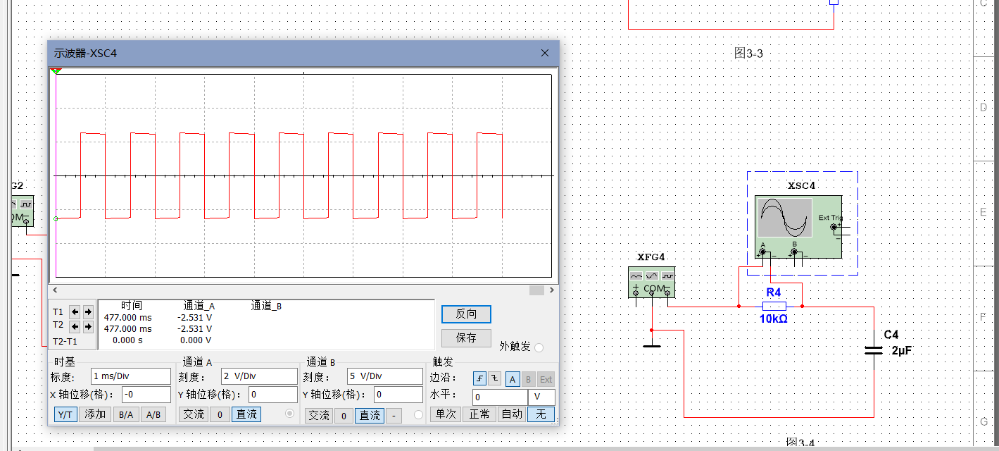 C
图3-3
示波器-XSC4
D
XSC4
G2
E
Ext Trig
OM
A
B
XFG4
COM
R4
10kΩ
F
C4
2μF
时间 通道_A 通道_B
T1 477.000 ms -2.531 V
T2 477.000 ms -2.531 V
T2-T1 0.000 s 0.000 V
反向
保存
外触发
时基 通道 A 通道 B 触发
标度: 1 ms/Div 刻度: 2 V/Div 刻度: 5 V/Div 边沿: A B Ext
X 轴位移(格): -0 Y 轴位移(格): 0 Y 轴位移(格): 0 水平: 0 V
Y/T 添加 B/A A/B 交流 0 直流 交流 0 直流 - 单次 正常 自动 无
G
图3-4